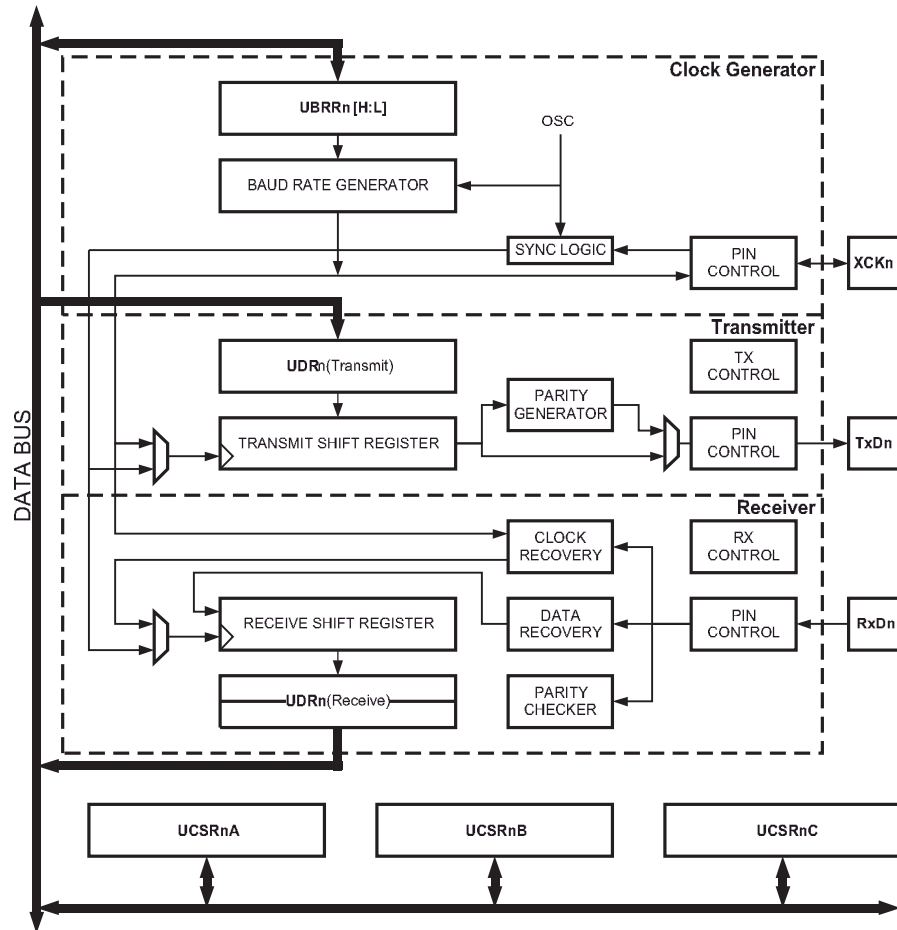 Clock Generator
UBRRn [H:L]
OSC
BAUD RATE GENERATOR
SYNC LOGIC
PIN
CONTROL
XCKn
Transmitter
UDRn(Transmit)
TX
CONTROL
PARITY
GENERATOR
TRANSMIT SHIFT REGISTER
PIN
CONTROL
TxDn
DATA BUS
Receiver
CLOCK
RECOVERY
RX
CONTROL
RECEIVE SHIFT REGISTER
DATA
RECOVERY
PIN
CONTROL
RxDn
UDRn(Receive)
PARITY
CHECKER
UCSRnA
UCSRnB
UCSRnC